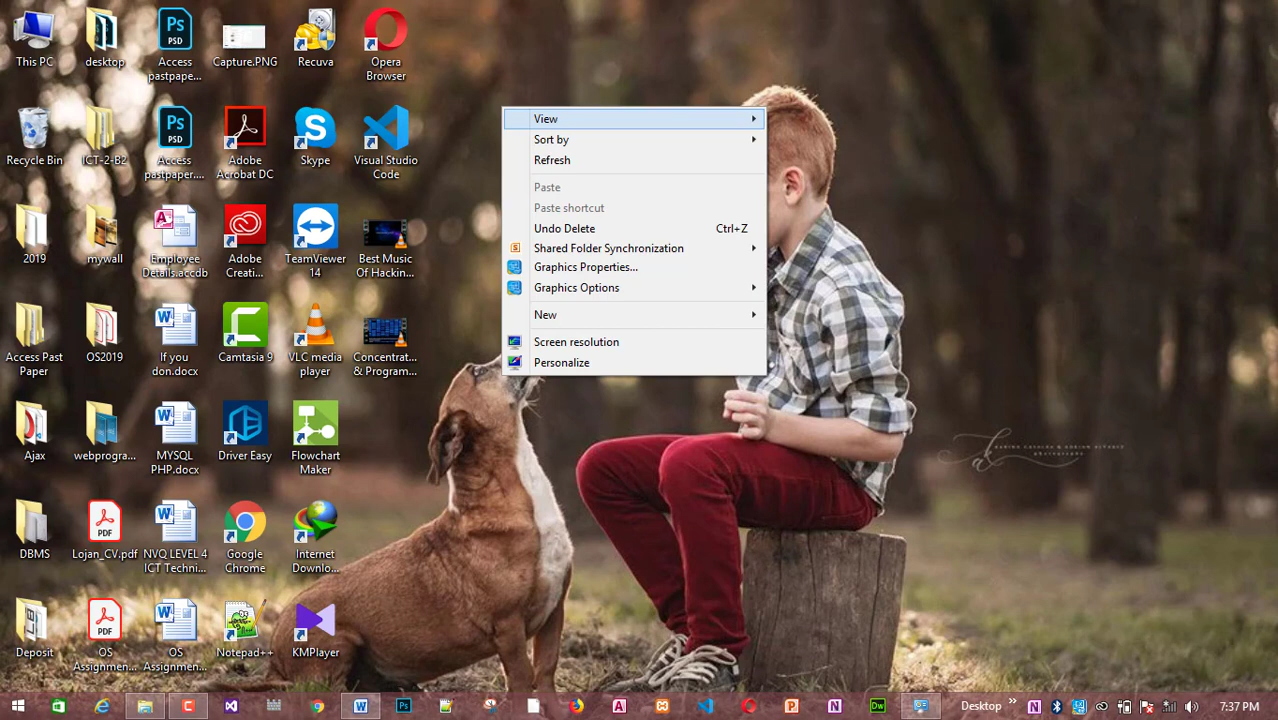 This PC
desktop
Ps
PSD
Access
pastpaper...
Capture.PNG
Recuva
Opera
Browser
Recycle Bin
ICT-2-B2
Ps
PSD
Access
pastpaper....
Adobe
Acrobat DC
Skype
Visual Studio
Code
2019
mywall
Employee
Details.accdb
Adobe
Creati...
TeamViewer
14
Best Music
Of Hackin...
Access Past
Paper
OS2019
If you
don.docx
Camtasia 9
VLC media
player
Concentrat...
& Program...
Ajax
webprogra...
MYSQL
PHP.docx
Driver Easy
Flowchart
Maker
DBMS
PDF
Lojan_CV.pdf
NVQ LEVEL 4
ICT Techni...
Google
Chrome
Internet
Downlo...
Deposit
PDF
OS
Assignmen...
OS
Assignmen...
Notepad++
KMPlayer
View
Sort by
Refresh
Paste
Paste shortcut
Undo Delete Ctrl+Z
Shared Folder Synchronization
Graphics Properties...
Graphics Options
New
Screen resolution
Personalize
PHOTOGRAPHY
Desktop
7:37 PM